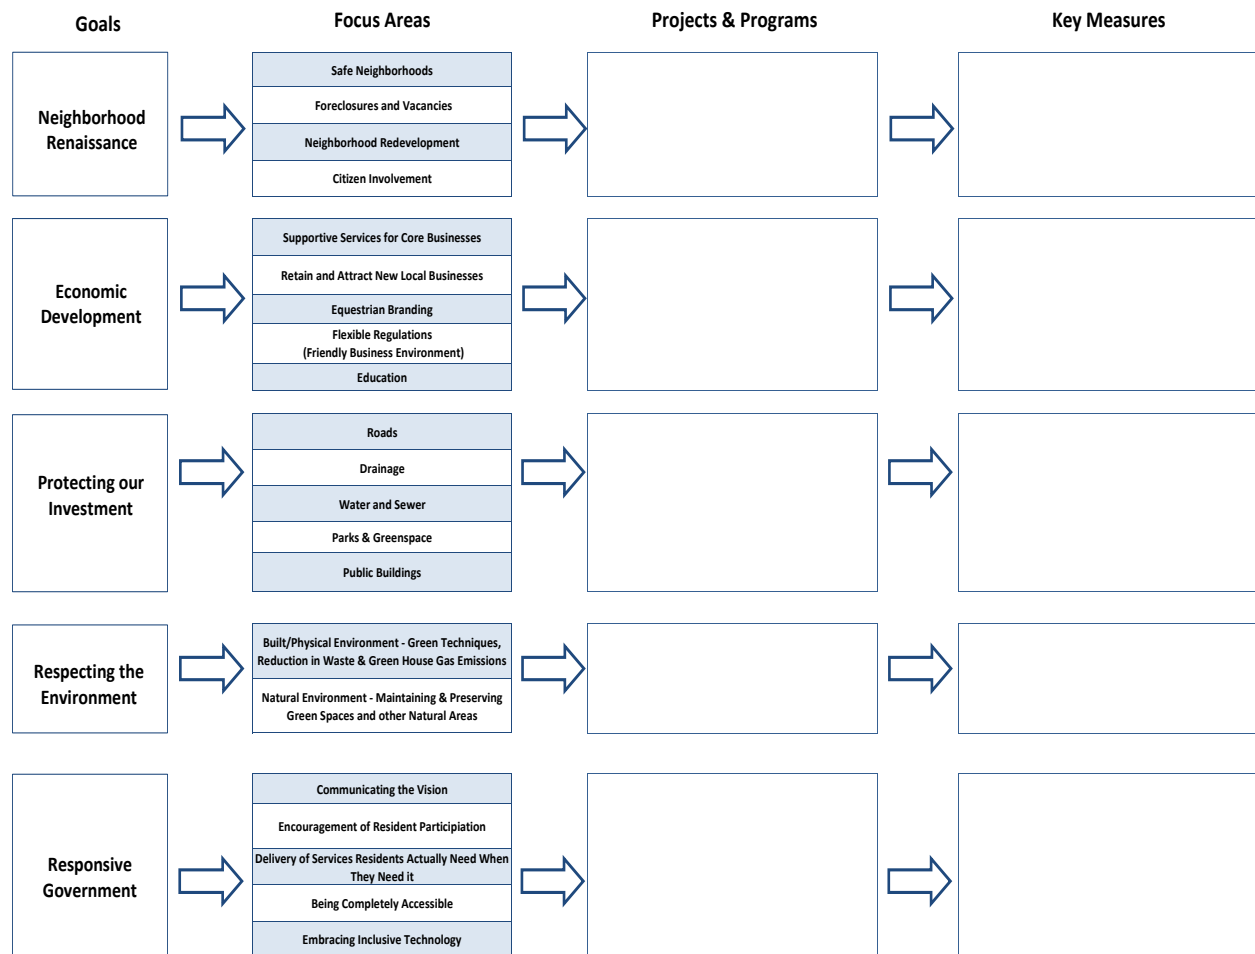 Goals
Focus Areas
Projects & Programs
Key Measures
Neighborhood
Renaissance
Safe Neighborhoods
Foreclosures and Vacancies
Neighborhood Redevelopment
Citizen Involvement
Economic
Development
Supportive Services for Core Businesses
Retain and Attract New Local Businesses
Equestrian Branding
Flexible Regulations
(Friendly Business Environment)
Education
Protecting our
Investment
Roads
Drainage
Water and Sewer
Parks & Greenspace
Public Buildings
Respecting the
Environment
Built/Physical Environment - Green Techniques,
Reduction in Waste & Green House Gas Emissions
Natural Environment - Maintaining & Preserving
Green Spaces and other Natural Areas
Responsive
Government
Communicating the Vision
Encouragement of Resident Participiation
Delivery of Services Residents Actually Need When
They Need it
Being Completely Accessible
Embracing Inclusive Technology